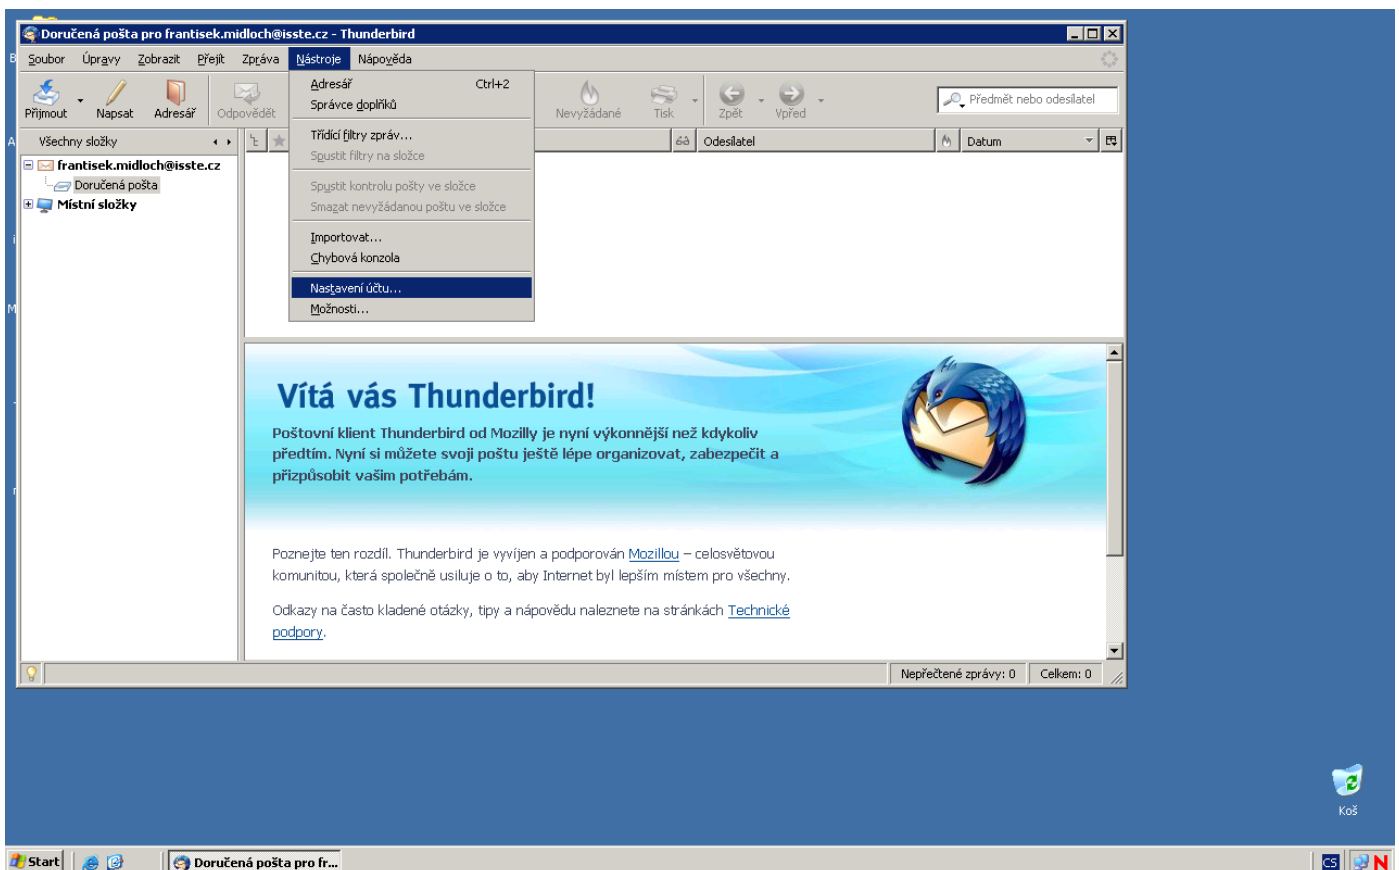 Doručená pošta pro frantisek.midloch@isste.cz - Thunderbird
Soubor Úpravy Zobrazit Přejít Zpráva Nástroje Nápověda
Přijmout Napsat Adresář Odpovědět Nevyžádané Tisk Zpět Vpřed Předmět nebo odesílatel
Adresář Ctrl+2
Správce doplňků
Třídící filtry zpráv...
Spustit filtry na složce
Spustit kontrolu pošty ve složce
Smazat nevyžádanou poštu ve složce
Importovat...
Chybová konzola
Nastavení účtu...
Možnosti...
Všechny složky
Odesílatel Datum
frantisek.midloch@isste.cz
Doručená pošta
Místní složky
Vítá vás Thunderbird!
Poštovní klient Thunderbird od Mozilly je nyní výkonnější než kdykoliv
předtím. Nyní si můžete svoji poštu ještě lépe organizovat, zabezpečit a
přizpůsobit vašim potřebám.
Poznejte ten rozdíl. Thunderbird je vyvíjen a podporován Mozillou – celosvětovou
komunitou, která společně usiluje o to, aby Internet byl lepším místem pro všechny.
Odkazy na často kladené otázky, tipy a nápovědu naleznete na stránkách Technické
podpory.
Nepřečtené zprávy: 0 Celkem: 0
Koš
Start Doručená pošta pro fr... CS N